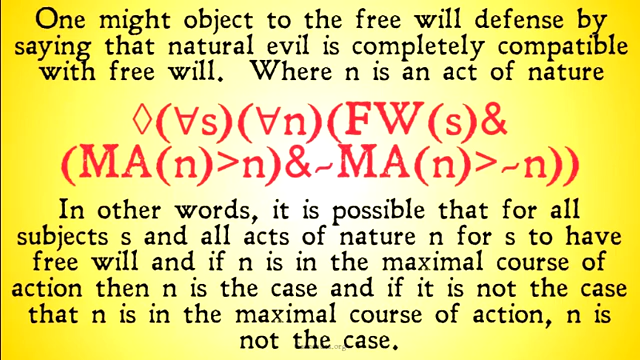 One might object to the free will defense by
saying that natural evil is completely compatible
with free will. Where n is an act of nature
◊(∀s)(∀n)(FW(s)&
(MA(n)>n)&~MA(n)>~n))
In other words, it is possible that for all
subjects s and all acts of nature n for s to have
free will and if n is in the maximal course of
action then n is the case and if it is not the case
that n is in the maximal course of action, n is
not the case.